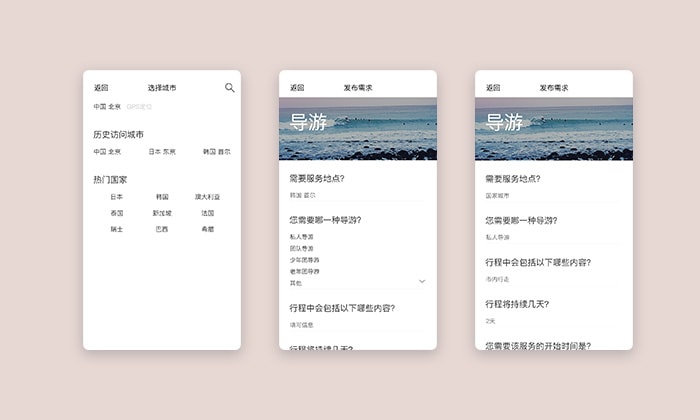 返回 选择城市
中国 北京 GPS定位
历史访问城市
中国 北京 日本 东京 韩国 首尔
热门国家
日本 韩国 澳大利亚
泰国 新加坡 法国
瑞士 巴西 希腊
返回 发布需求
导游
需要服务地点?
韩国 首尔
您需要哪一种导游?
私人导游
团队导游
少年团导游
老年团导游
其他
行程中会包括以下哪些内容?
填写信息
行程将持续几天?
返回 发布需求
导游
需要服务地点?
国家城市
您需要哪一种导游?
私人导游
行程中会包括以下哪些内容?
市内行走
行程将持续几天?
2天
您需要该服务的开始时间是?